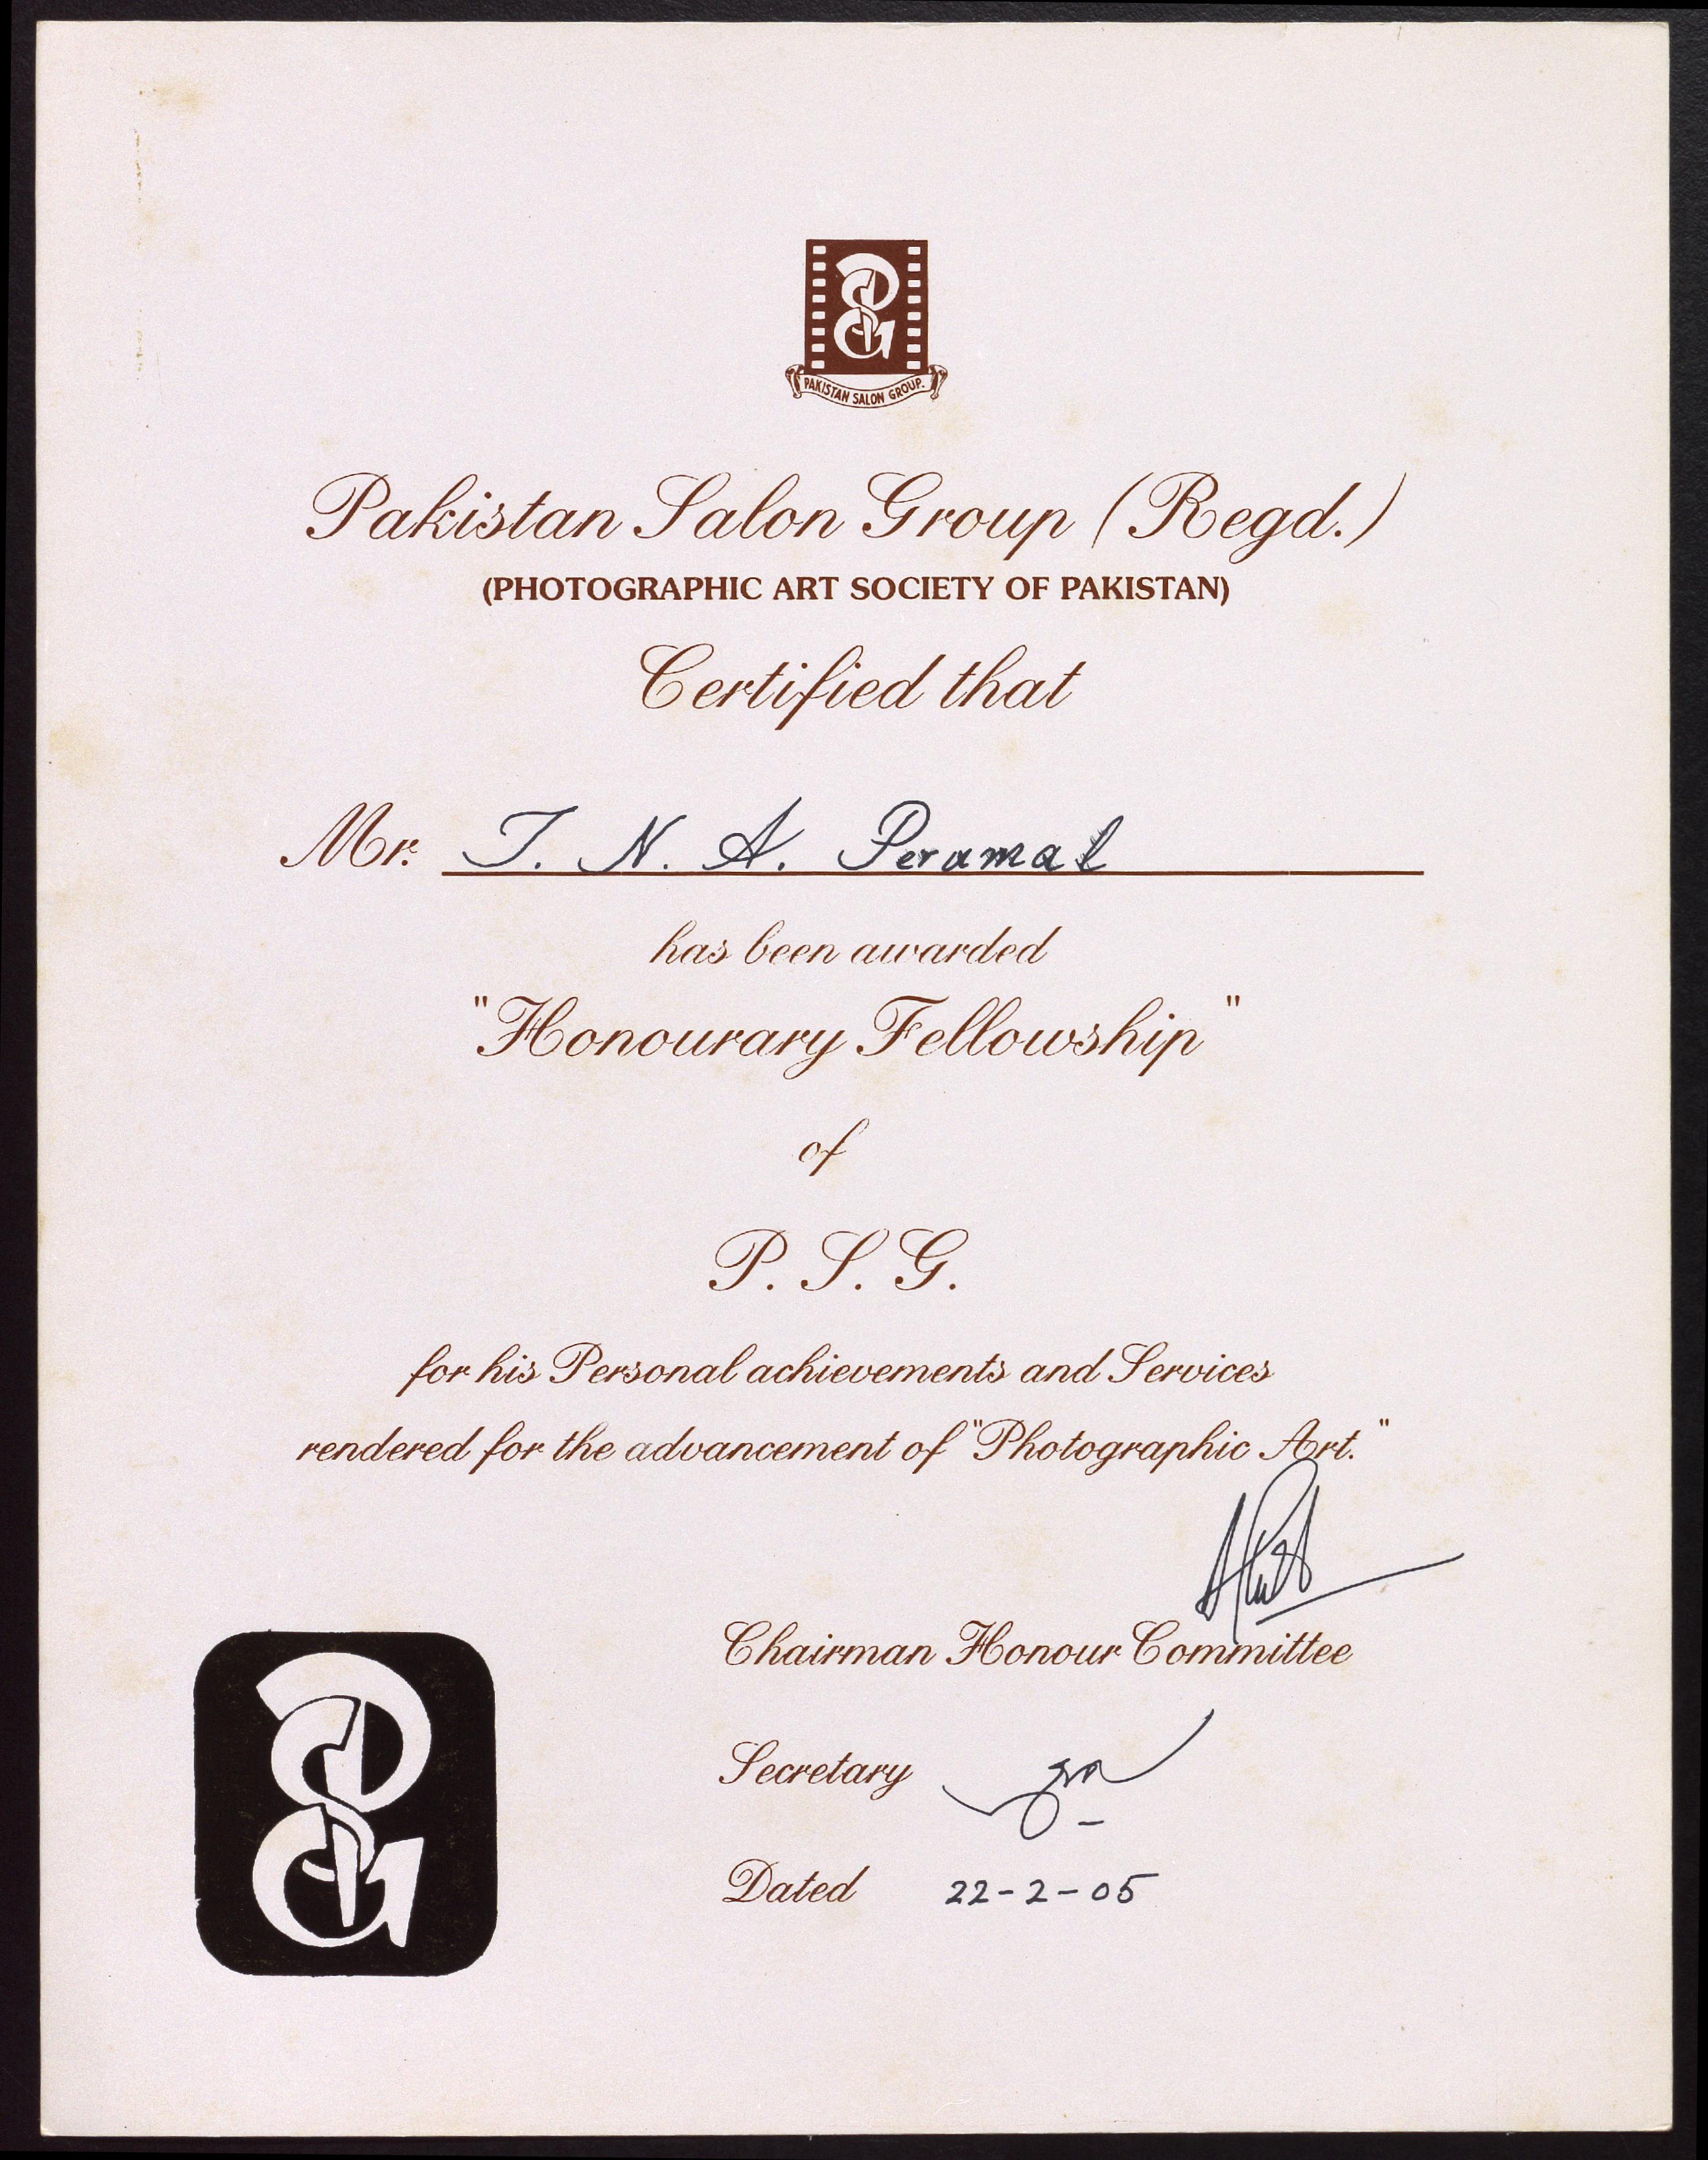 PAKISTAN SALON GROUP.
Pakistan Salon Group (Regd.)
(PHOTOGRAPHIC ART SOCIETY OF PAKISTAN)
Certified that
Mr. T. N. A. Perumal
has been awarded
"Honourary Fellowship"
of
P. S. G.
for his Personal achievements and Services
rendered for the advancement of "Photographic Art."
Chairman Honour Committee
Secretary
Dated 22-2-05